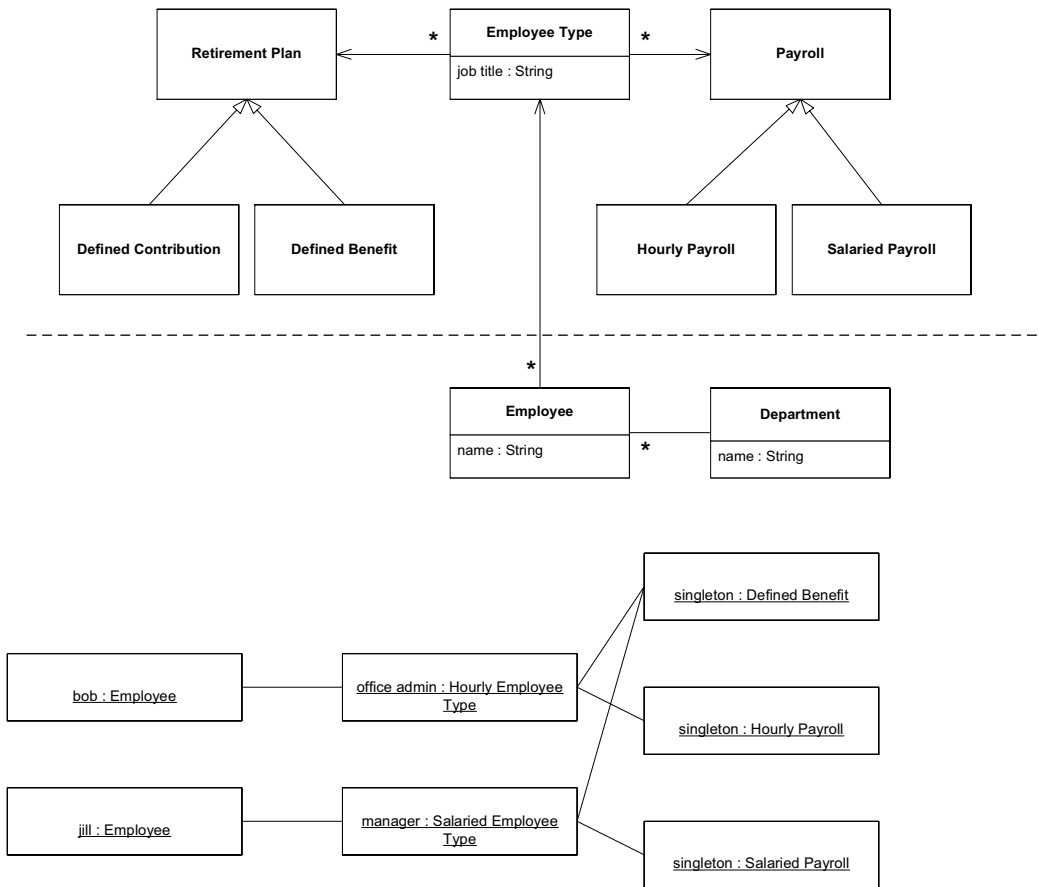 *
Employee Type
*
Retirement Plan
job title : String
Payroll
Defined Contribution
Defined Benefit
Hourly Payroll
Salaried Payroll
*
Employee
Department
name : String
*
name : String
singleton : Defined Benefit
bob : Employee
office admin : Hourly Employee
Type
singleton : Hourly Payroll
jill : Employee
manager : Salaried Employee
Type
singleton : Salaried Payroll